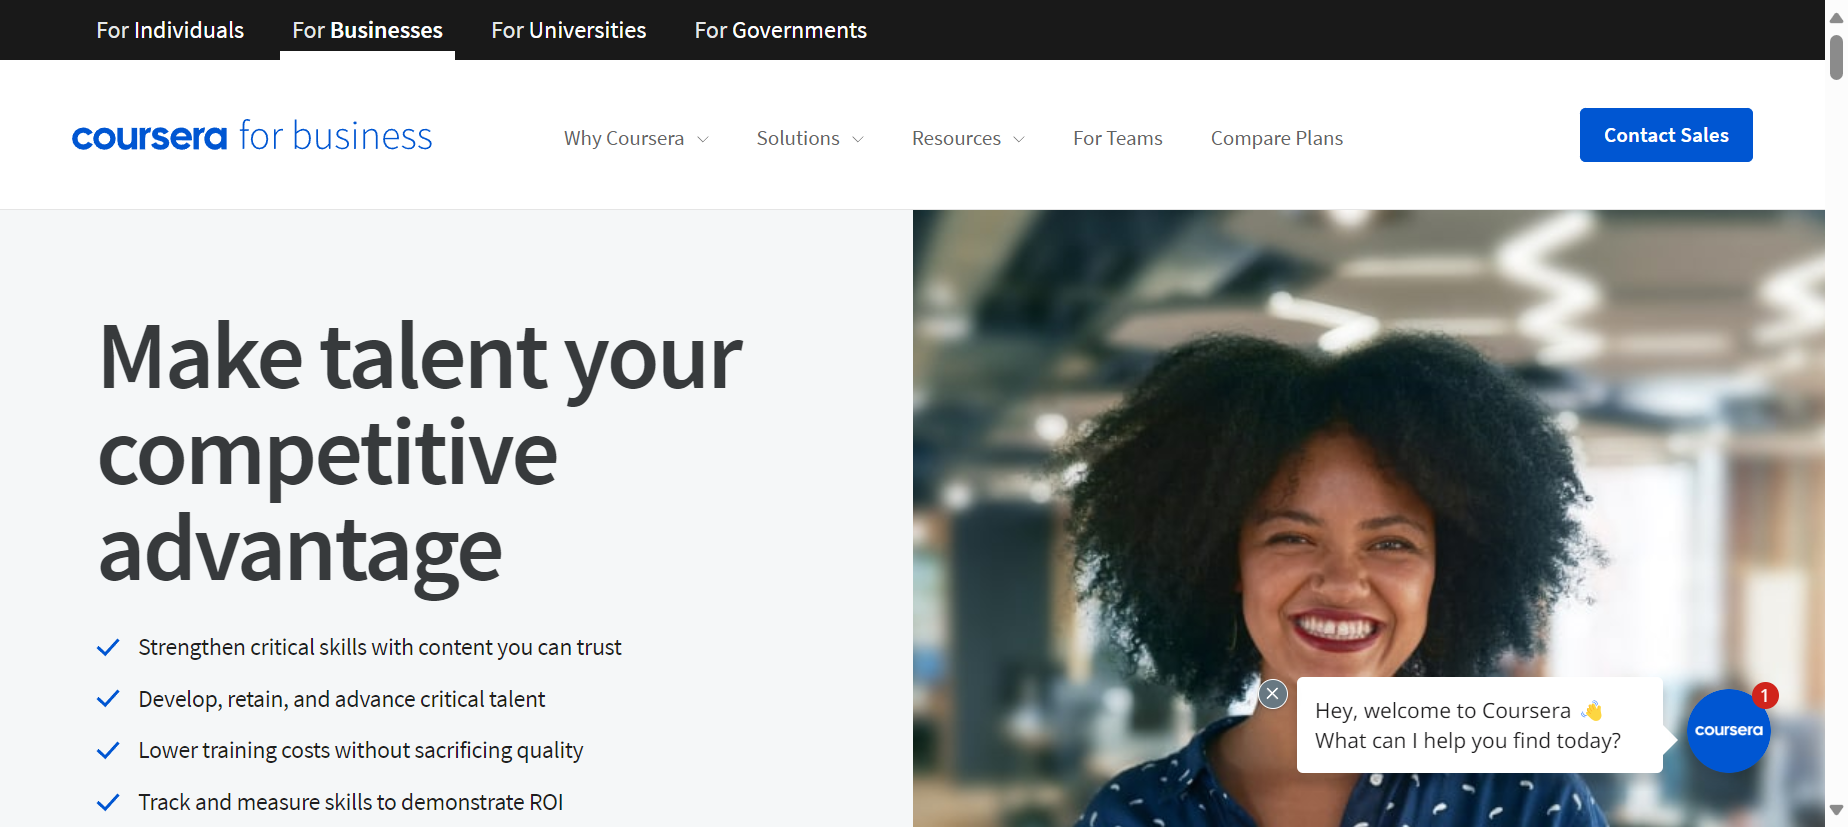 For Individuals
For Businesses
For Universities
For Governments
coursera for business
Why Coursera
Solutions
Resources
For Teams
Compare Plans
Contact Sales
Make talent your
competitive
advantage
Strengthen critical skills with content you can trust
Develop, retain, and advance critical talent
Lower training costs without sacrificing quality
Track and measure skills to demonstrate ROI
Hey, welcome to Coursera 👋
What can I help you find today?
coursera
1